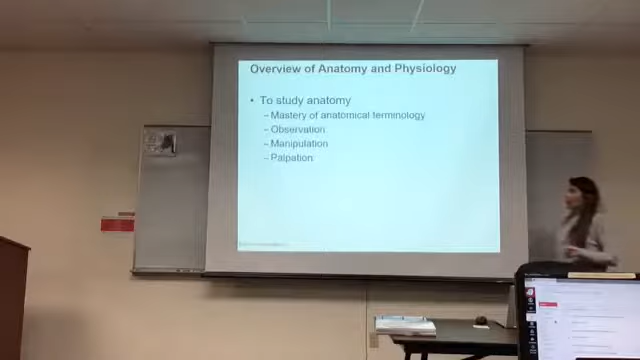 Overview of Anatomy and Physiology
• To study anatomy
– Mastery of anatomical terminology
– Observation
– Manipulation
– Palpation